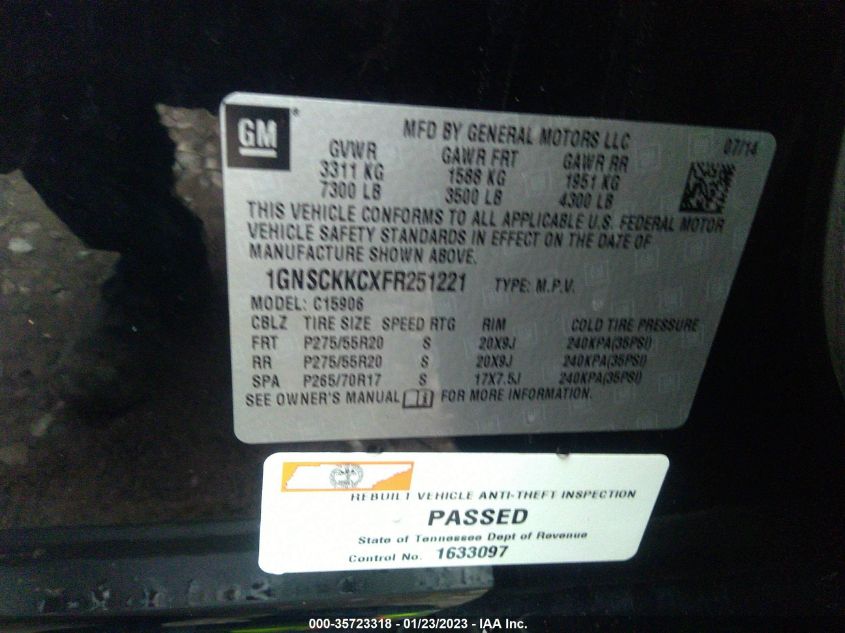 GM®
MFD BY GENERAL MOTORS LLC 07/14
GVWR GAWR FRT GAWR RR
3311 KG 1588 KG 1951 KG
7300 LB 3500 LB 4300 LB
THIS VEHICLE CONFORMS TO ALL APPLICABLE U.S. FEDERAL MOTOR
VEHICLE SAFETY STANDARDS IN EFFECT ON THE DATE OF
MANUFACTURE SHOWN ABOVE.
1GNSCKKCXFR251221 TYPE: M.P.V.
MODEL: C15906
CBLZ TIRE SIZE SPEED RTG RIM COLD TIRE PRESSURE
FRT P275/55R20 S 20X9J 240KPA(35PSI)
RR P275/55R20 S 20X9J 240KPA(35PSI)
SPA P265/70R17 S 17X7.5J 240KPA(35PSI)
SEE OWNER'S MANUAL FOR MORE INFORMATION.
REBUILT VEHICLE ANTI-THEFT INSPECTION
PASSED
State of Tennessee Dept of Revenue
Control No. 1633097
000-35723318 - 01/23/2023 - IAA Inc.